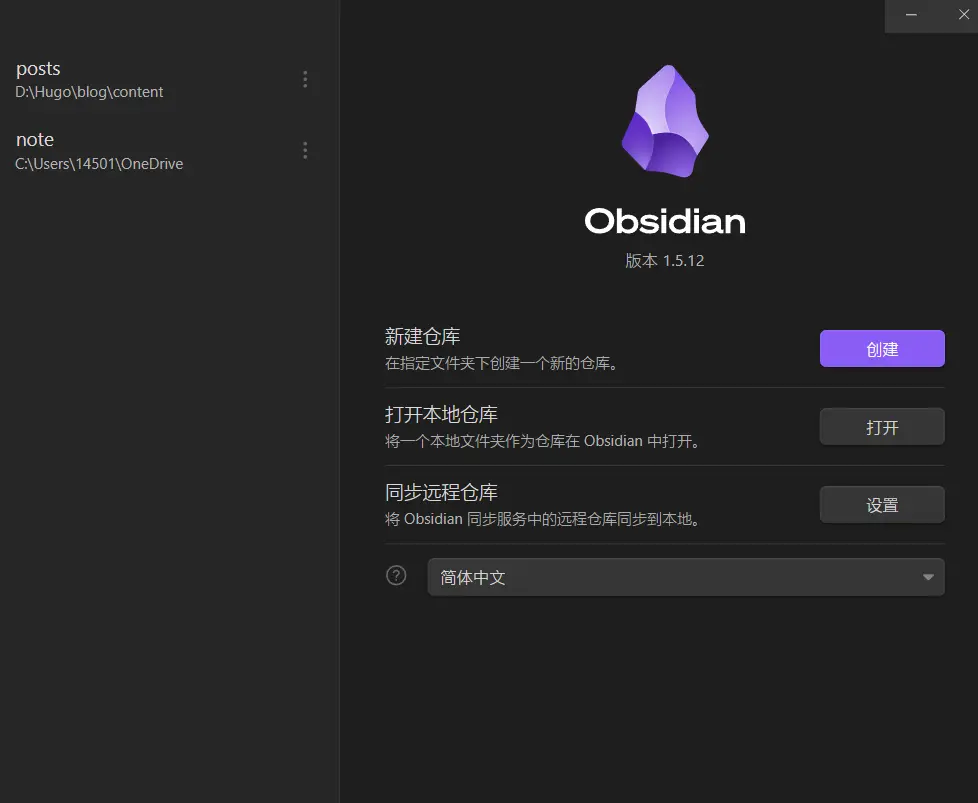 posts
D:\Hugo\blog\content
note
C:\Users\14501\OneDrive
Obsidian
版本 1.5.12
新建仓库
在指定文件夹下创建一个新的仓库。
创建
打开本地仓库
将一个本地文件夹作为仓库在 Obsidian 中打开。
打开
同步远程仓库
将 Obsidian 同步服务中的远程仓库同步到本地。
设置
简体中文